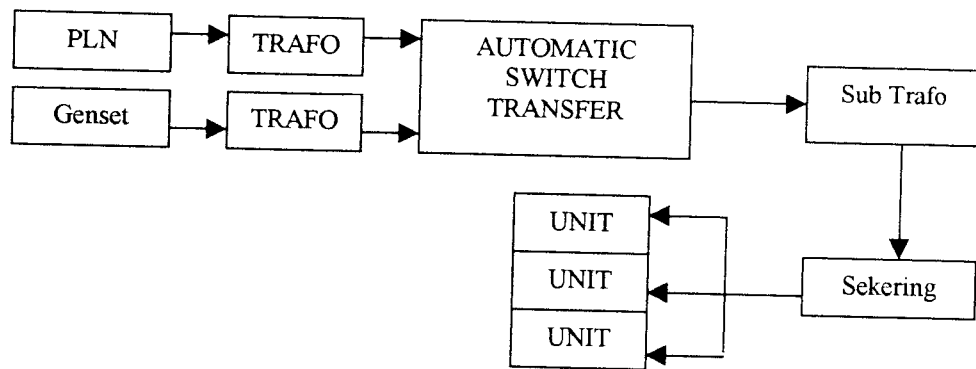 PLN
TRAFO
AUTOMATIC
SWITCH
TRANSFER
Genset
TRAFO
Sub Trafo
UNIT
UNIT
UNIT
Sekering